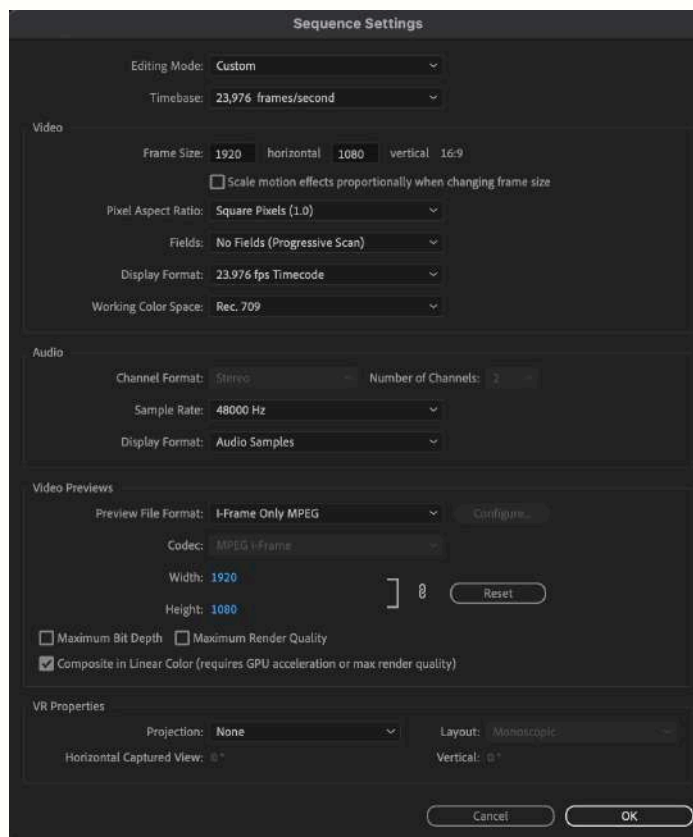 Sequence Settings
Editing Mode: Custom
Timebase: 23,976 frames/second
Video
Frame Size: 1920 horizontal 1080 vertical 16:9
Scale motion effects proportionally when changing frame size
Pixel Aspect Ratio: Square Pixels (1.0)
Fields: No Fields (Progressive Scan)
Display Format: 23.976 fps Timecode
Working Color Space: Rec. 709
Audio
Channel Format: Stereo Number of Channels: 2
Sample Rate: 48000 Hz
Display Format: Audio Samples
Video Previews
Preview File Format: I-Frame Only MPEG Configure...
Codec: MPEG I-Frame
Width: 1920
Reset
Height: 1080
Maximum Bit Depth Maximum Render Quality
Composite in Linear Color (requires GPU acceleration or max render quality)
VR Properties
Projection: None Layout: Monoscopic
Horizontal Captured View: 0° Vertical: 0°
Cancel OK